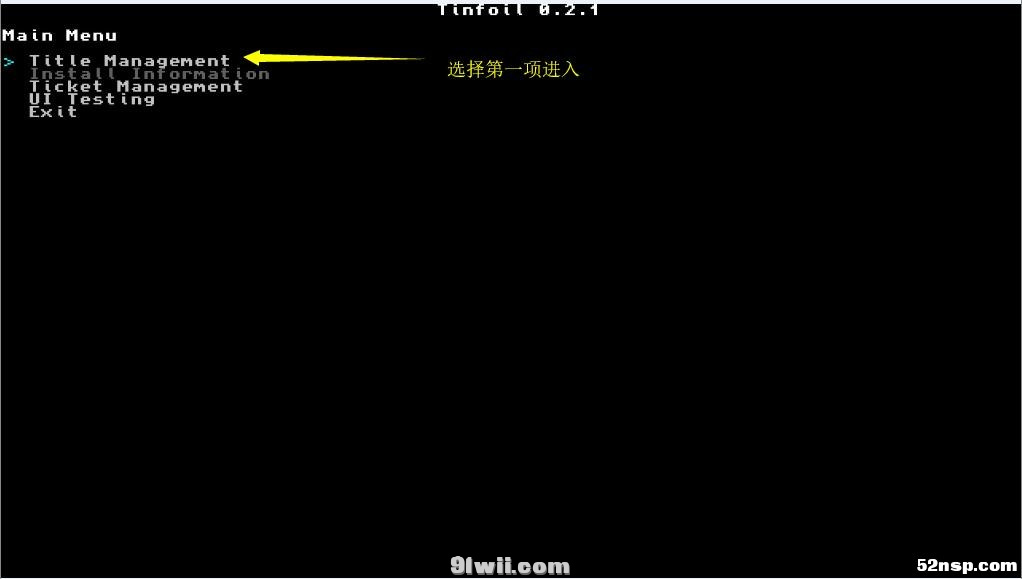 Tinfoil 0.2.1
Main Menu
> Title Management
选择第一项进入
Install Information
Ticket Management
UI Testing
Exit
91wii.com
52nsp.com